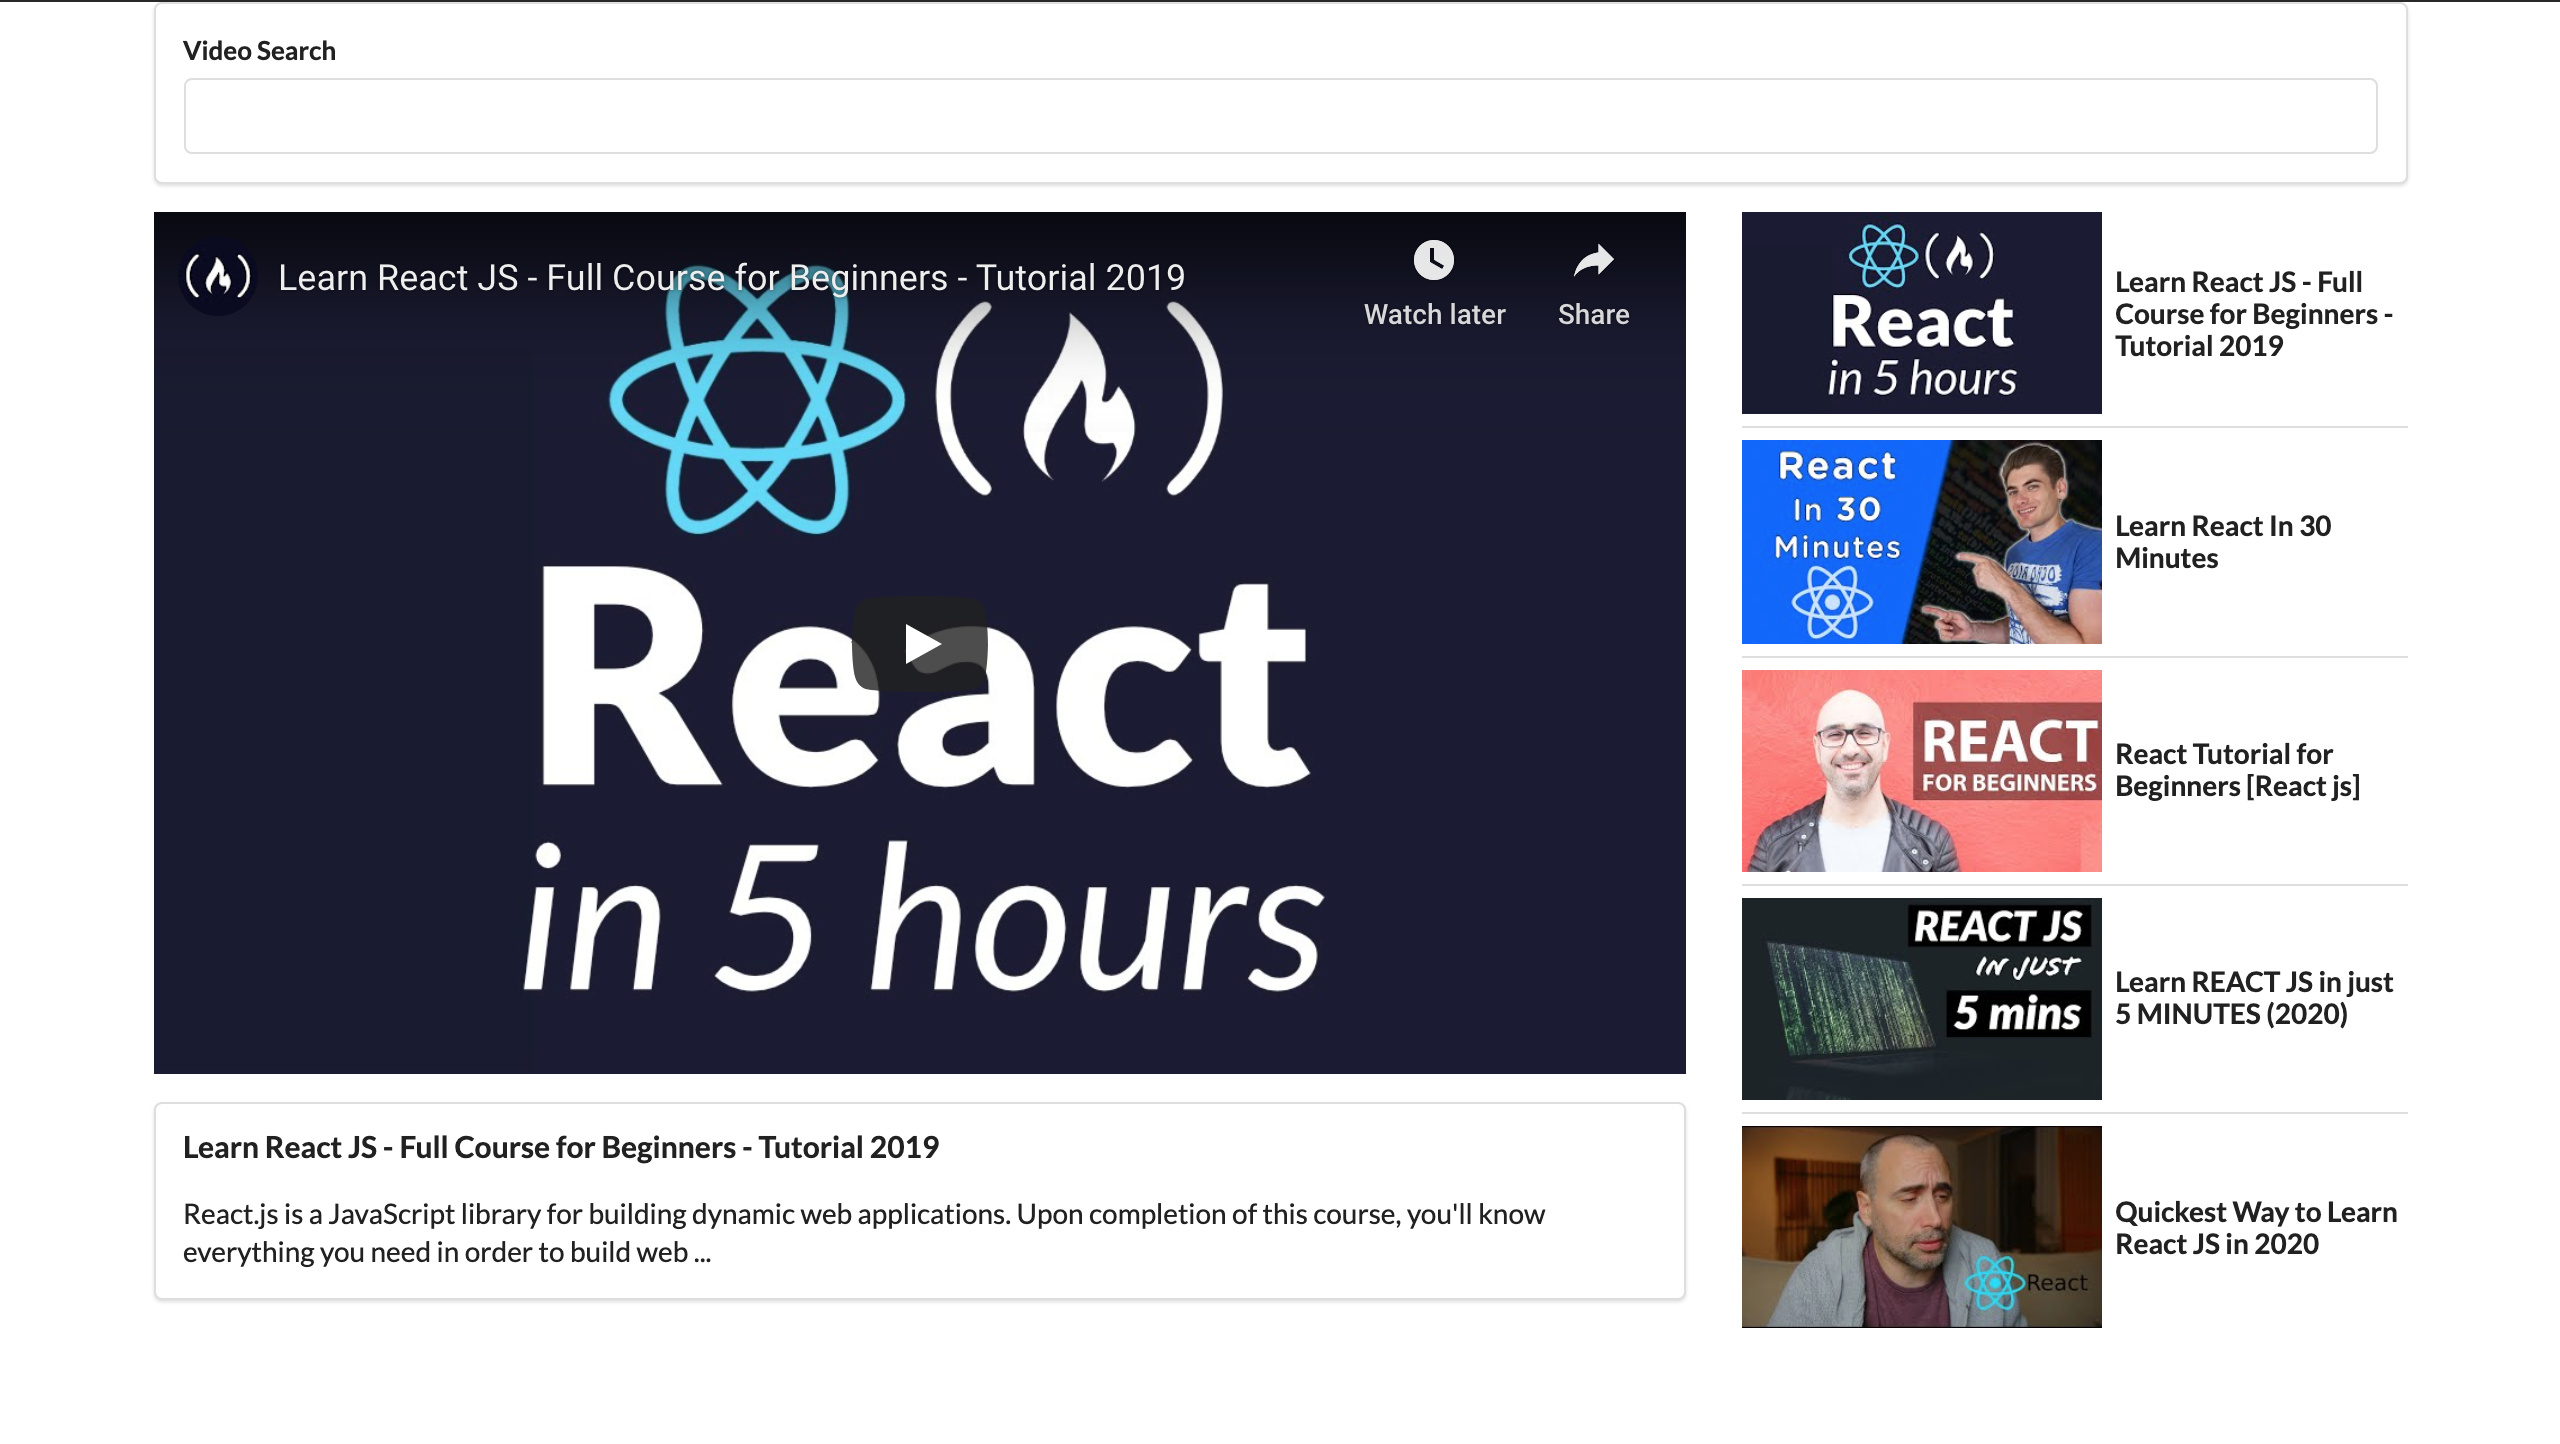 Video Search
Learn React JS - Full Course for Beginners - Tutorial 2019
Watch later
Share
React
in 5 hours
Learn React JS - Full Course for Beginners - Tutorial 2019
React.js is a JavaScript library for building dynamic web applications. Upon completion of this course, you'll know
everything you need in order to build web ...
React
in 5 hours
Learn React JS - Full
Course for Beginners -
Tutorial 2019
React
In 30
Minutes
Learn React In 30
Minutes
REACT
FOR BEGINNERS
React Tutorial for
Beginners [React js]
REACT JS
IN JUST
5 mins
Learn REACT JS in just
5 MINUTES (2020)
React
Quickest Way to Learn
React JS in 2020